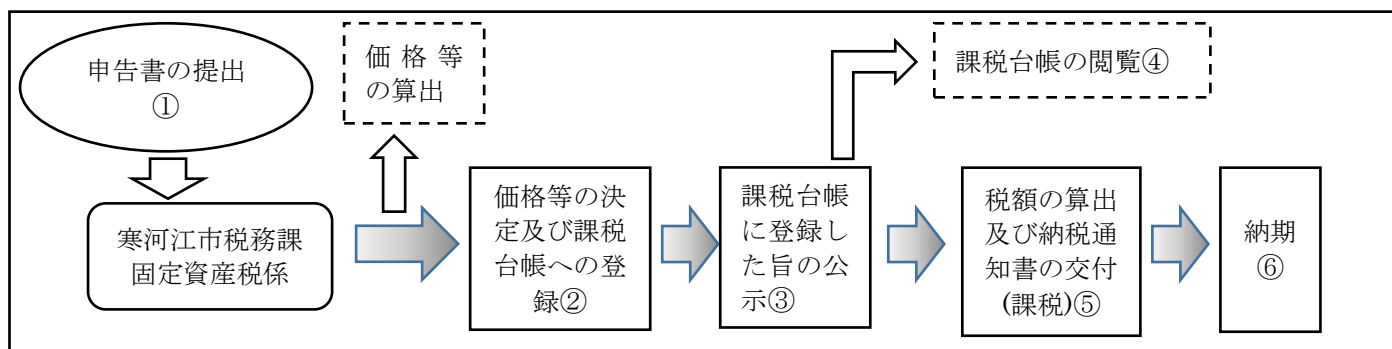 申告書の提出
①
寒河江市税務課
固定資産税係
価格等
の算出
価格等の決
定及び課税
台帳への登
録②
課税台帳
に登録し
た旨の公
示③
課税台帳の閲覧④
税額の算出
及び納税通
知書の交付
(課税)⑤
納期
⑥